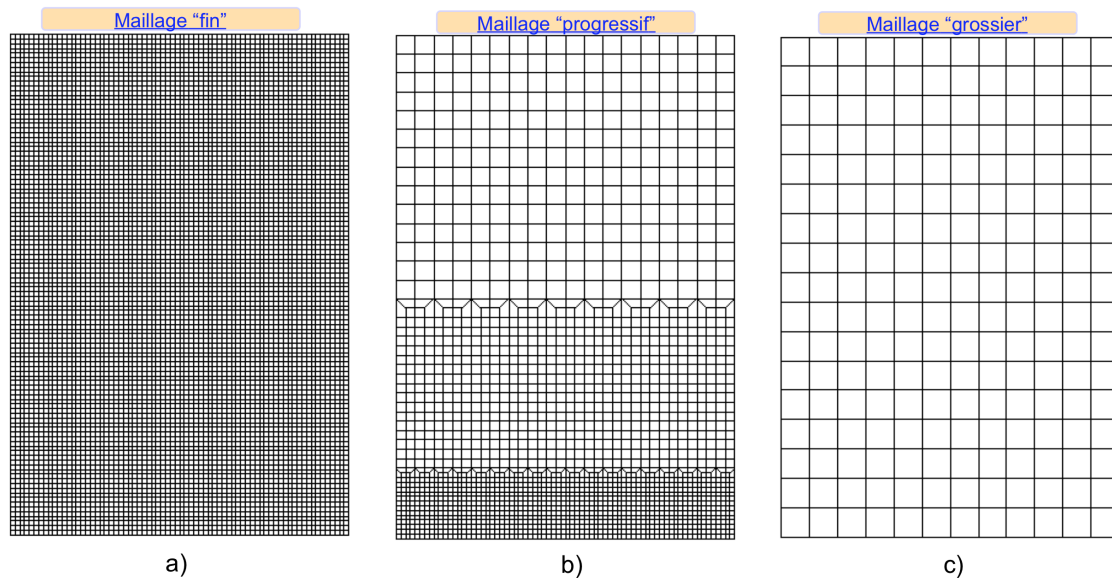 Maillage “fin”
Maillage “progressif”
Maillage “grossier”
a)
b)
c)